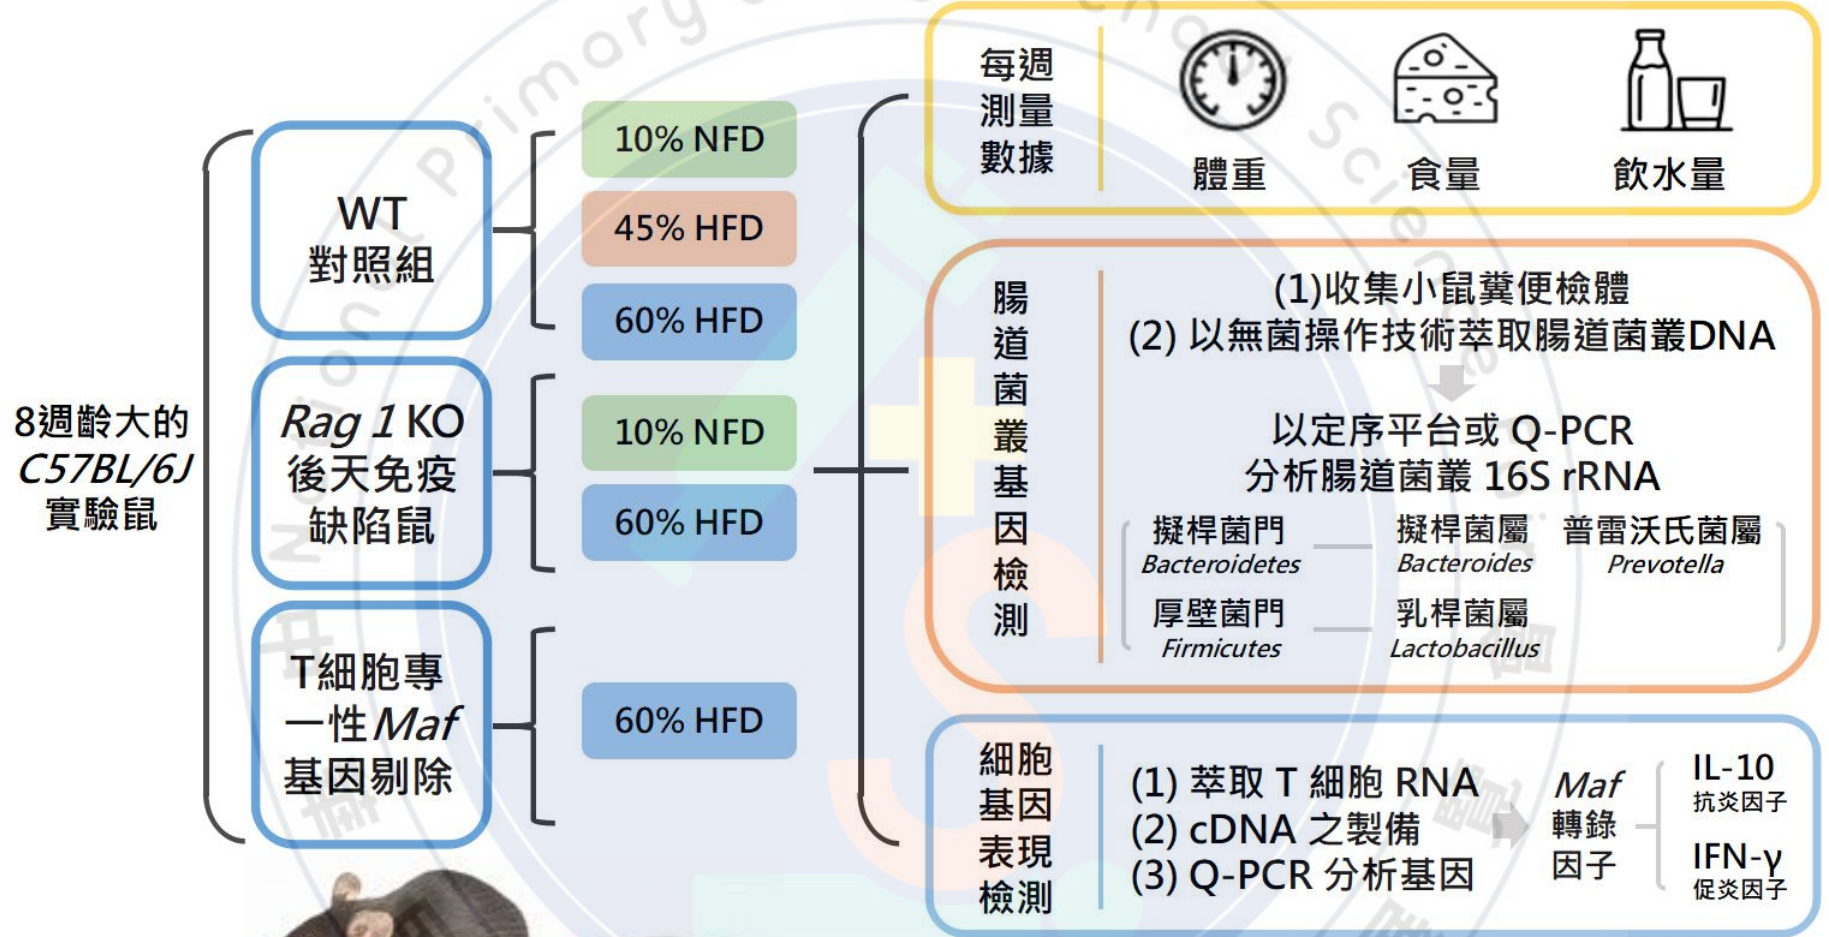 8週齡大的
C57BL/6J
實驗鼠
WT
對照組
10% NFD
45% HFD
60% HFD
Rag 1 KO
後天免疫
缺陷鼠
10% NFD
60% HFD
T細胞專
一性Maf
基因剔除
60% HFD
每週
測量
數據
體重
食量
飲水量
腸
道
菌
叢
基
因
檢
測
(1)收集小鼠糞便檢體
(2) 以無菌操作技術萃取腸道菌叢DNA
以定序平台或 Q-PCR
分析腸道菌叢 16S rRNA
擬桿菌門
Bacteroidetes
擬桿菌屬
Bacteroides
普雷沃氏菌屬
Prevotella
厚壁菌門
Firmicutes
乳桿菌屬
Lactobacillus
細胞
基因
表現
檢測
(1) 萃取 T 細胞 RNA
(2) cDNA 之製備
(3) Q-PCR 分析基因
Maf
轉錄
因子
IL-10
抗炎因子
IFN-γ
促炎因子